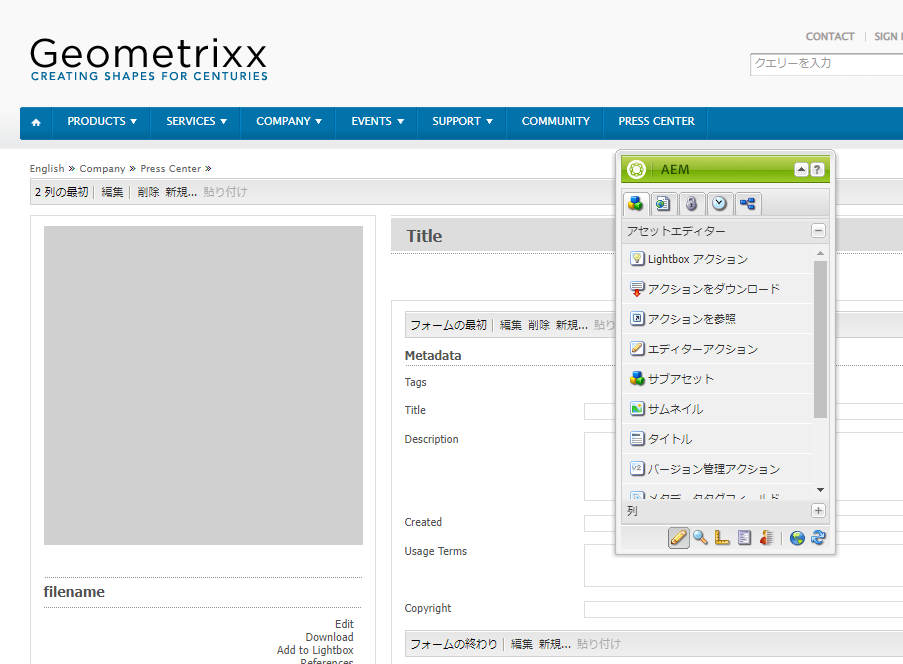 Geometrixx
CREATING SHAPES FOR CENTURIES
CONTACT | SIGN
クエリーを入力
PRODUCTS ▼ SERVICES ▼ COMPANY ▼ EVENTS ▼ SUPPORT ▼ COMMUNITY PRESS CENTER
English » Company » Press Center »
2 列の最初 | 編集 | 削除 新規... 貼り付け
filename
Edit
Download
Add to Lightbox
References
Title
フォームの最初 | 編集 削除 新規... 貼り
Metadata
Tags
Title
Description
Created
Usage Terms
Copyright
フォームの終わり | 編集 新規... 貼り付け
AEM
?
アセットエディター
Lightbox アクション
アクションをダウンロード
アクションを参照
エディターアクション
サブアセット
サムネイル
タイトル
V2 バージョン管理アクション
メタデータタグフィールド
列